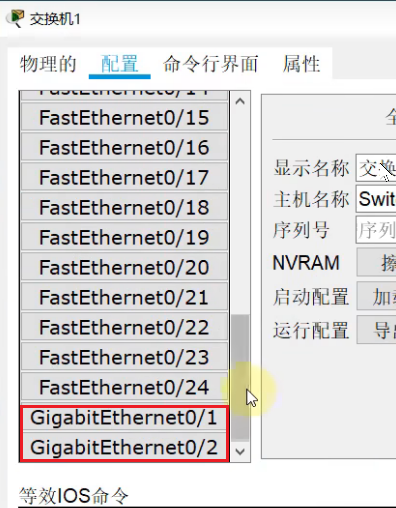 交换机1
物理的 配置 命令行界面 属性
FastEthernet0/14
FastEthernet0/15
FastEthernet0/16
FastEthernet0/17
FastEthernet0/18
FastEthernet0/19
FastEthernet0/20
FastEthernet0/21
FastEthernet0/22
FastEthernet0/23
FastEthernet0/24
GigabitEthernet0/1
GigabitEthernet0/2
全
显示名称 交换
主机名称 Swit
序列号 序列
NVRAM 擦
启动配置 加载
运行配置 导出
等效IOS命令